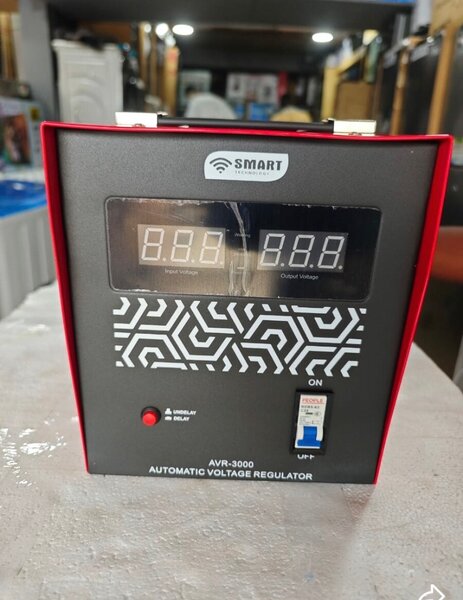 SMART
TECHNOLOGY
8.8.8.
8.8.8.
Input Voltage
Output Voltage
ON
PEOPLE
UNDELAY
DELAY
OFF
AVR-3000
AUTOMATIC VOLTAGE REGULATOR